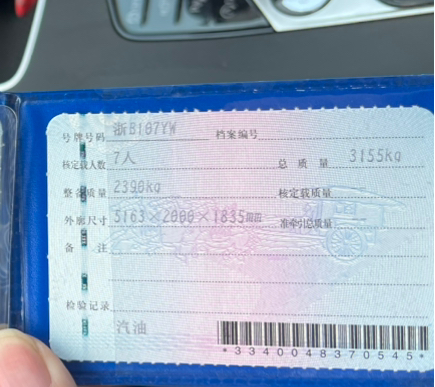 号牌号码 浙B107YW 档案编号
核定载人数 7人 总质量 3155kg
整备质量 2390kg 核定载质量
外廓尺寸 5163×2000×1835mm 准牵引总质量
备注
检验记录
汽油
*3340048370545*